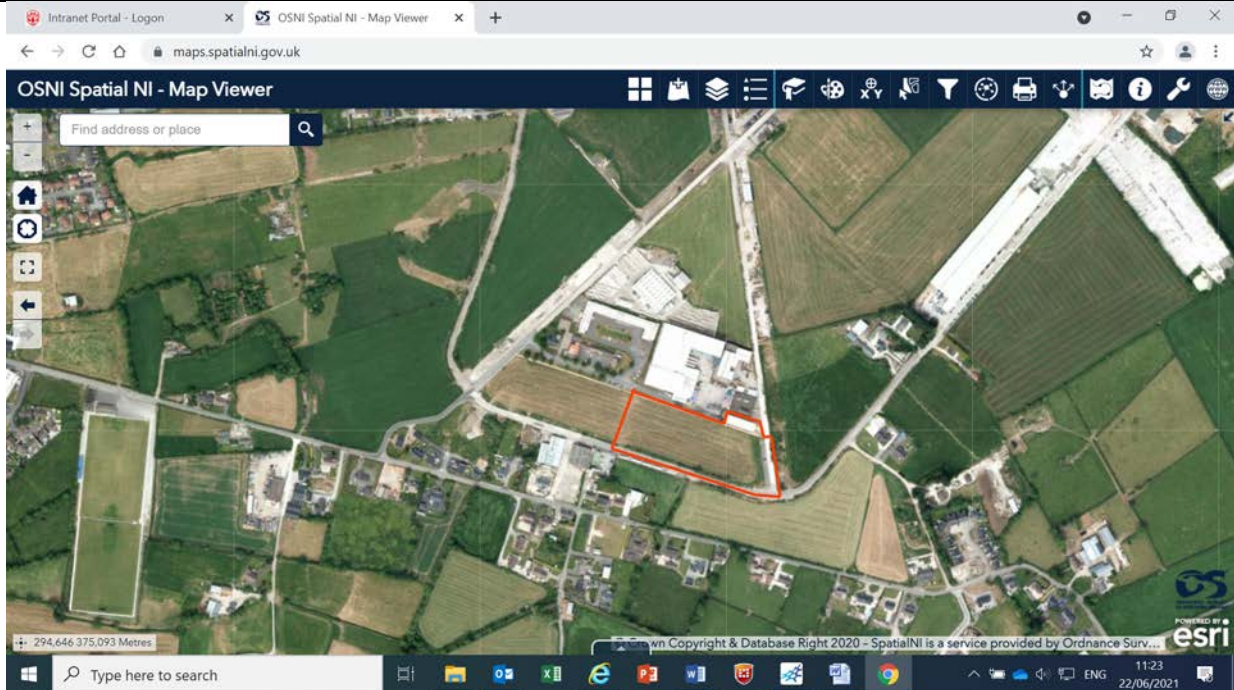 Intranet Portal - Logon
OSNI Spatial NI - Map Viewer
maps.spatialni.gov.uk
OSNI Spatial NI - Map Viewer
Find address or place
294,646 375,093 Metres
wn Copyright & Database Right 2020 - SpatialNI is a service provided by Ordnance Surv...
OS
POWERED BY
esri
Type here to search
ENG
11:23
22/06/2021